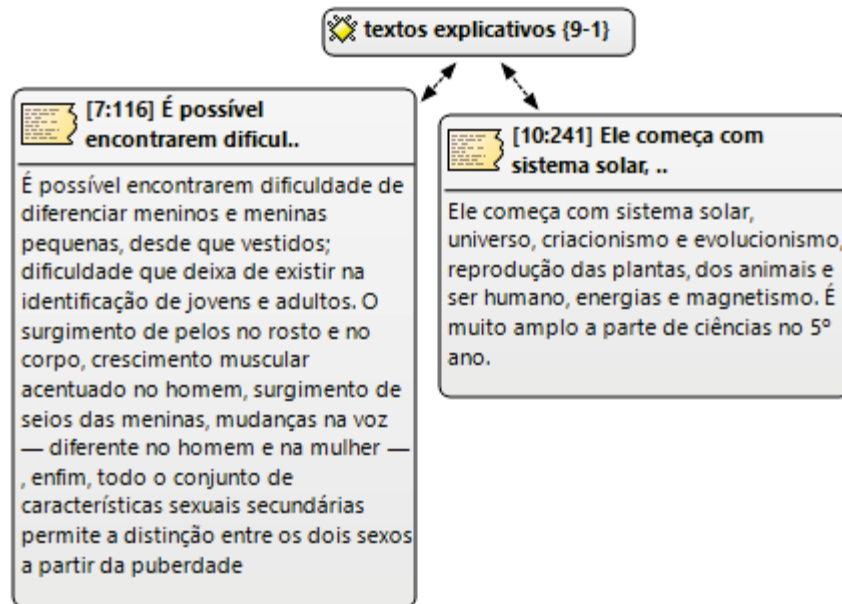 textos explicativos {9-1}
[7:116] É possível
encontrarem dificul..
É possível encontrarem dificuldade de
diferenciar meninos e meninas
pequenas, desde que vestidos;
dificuldade que deixa de existir na
identificação de jovens e adultos. O
surgimento de pelos no rosto e no
corpo, crescimento muscular
acentuado no homem, surgimento de
seios das meninas, mudanças na voz
— diferente no homem e na mulher —
, enfim, todo o conjunto de
características sexuais secundárias
permite a distinção entre os dois sexos
a partir da puberdade
[10:241] Ele começa com
sistema solar, ..
Ele começa com sistema solar,
universo, criacionismo e evolucionismo,
reprodução das plantas, dos animais e
ser humano, energias e magnetismo. É
muito amplo a parte de ciências no 5º
ano.